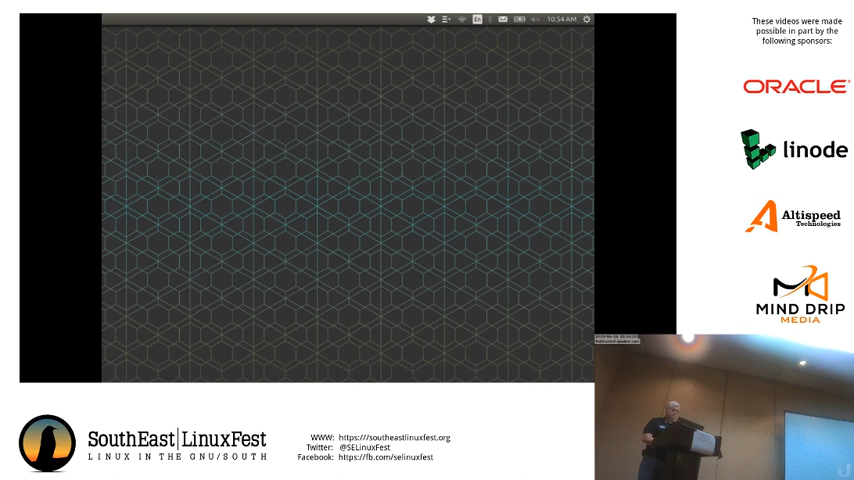 En
10:54 AM
These videos were made
possible in part by the
following sponsors:
ORACLE
linode
Altispeed
Technologies
MIND DRIP
MEDIA
SouthEast|LinuxFest
LINUX IN THE GNU/SOUTH
WWW: https://southeastlinuxfest.org
Twitter: @SELinuxFest
Facebook: https://fb.com/selinuxfest